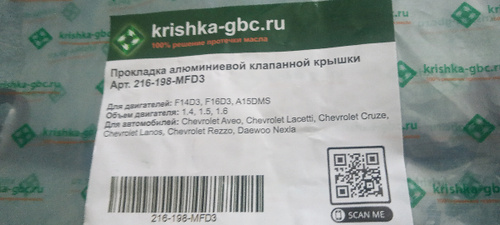 krishka-gbc.ru
100% решение протечки масла
Прокладка алюминиевой клапанной крышки
Арт. 216-198-MFD3
Для двигателей: F14D3, F16D3, A15DMS
Объем двигателя: 1.4, 1.5, 1.6
Для автомобилей: Chevrolet Aveo, Chevrolet Lacetti, Chevrolet Cruze,
Chevrolet Lanos, Chevrolet Rezzo, Daewoo Nexia
216-198-MFD3
SCAN ME
krishka-gbc.ru
krishka-gbc.ru